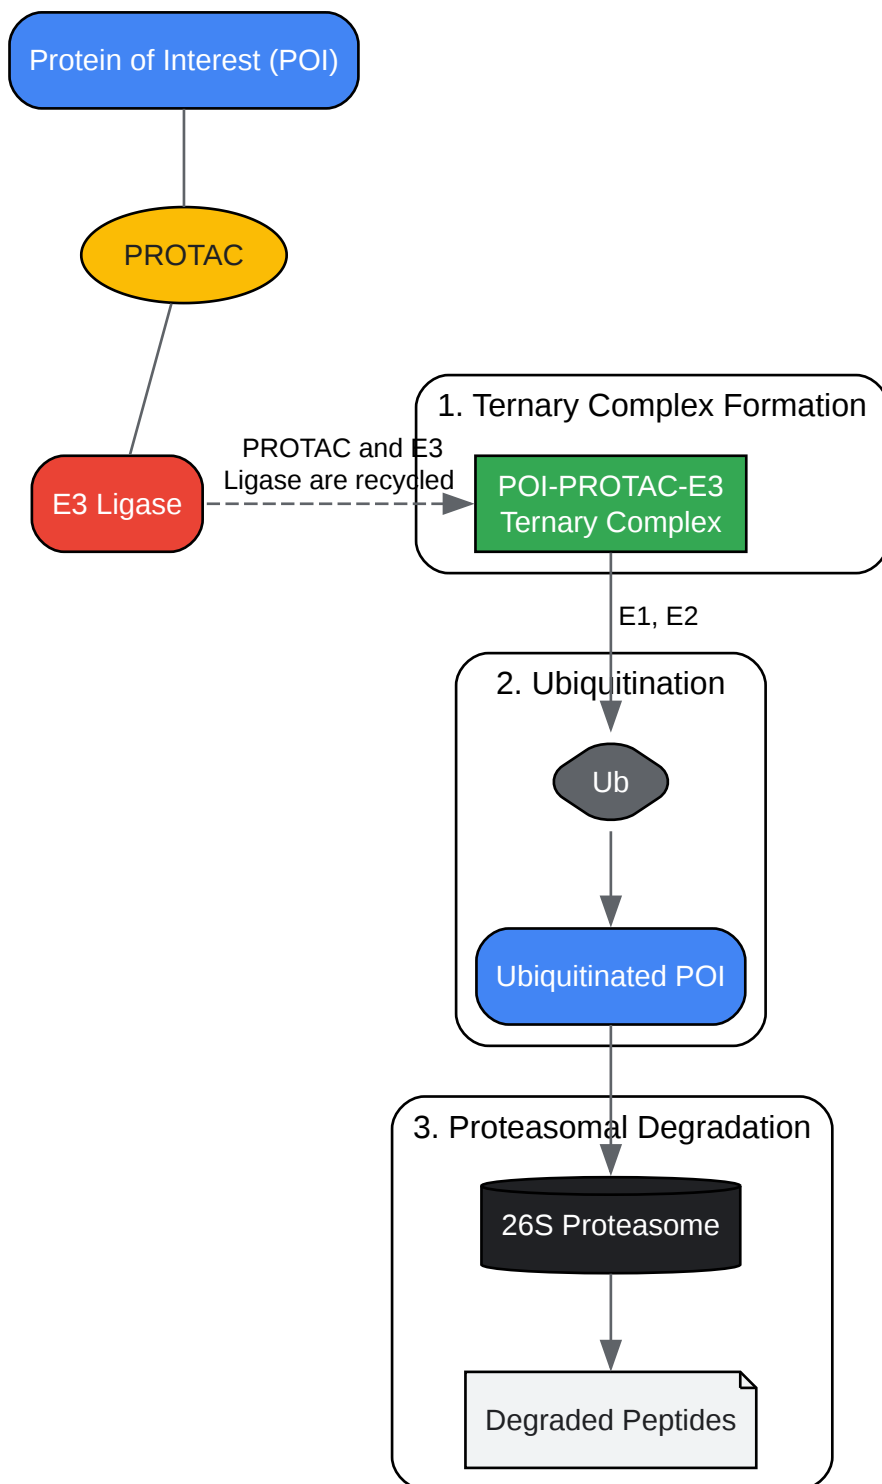 Protein of Interest (POI)
PROTAC
1. Ternary Complex Formation
PROTAC and E3
Ligase are recycled
E3 Ligase
POI-PROTAC-E3
Ternary Complex
E1, E2
2. Ubiquitination
Ub
Ubiquitinated POI
3. Proteasomal Degradation
26S Proteasome
Degraded Peptides